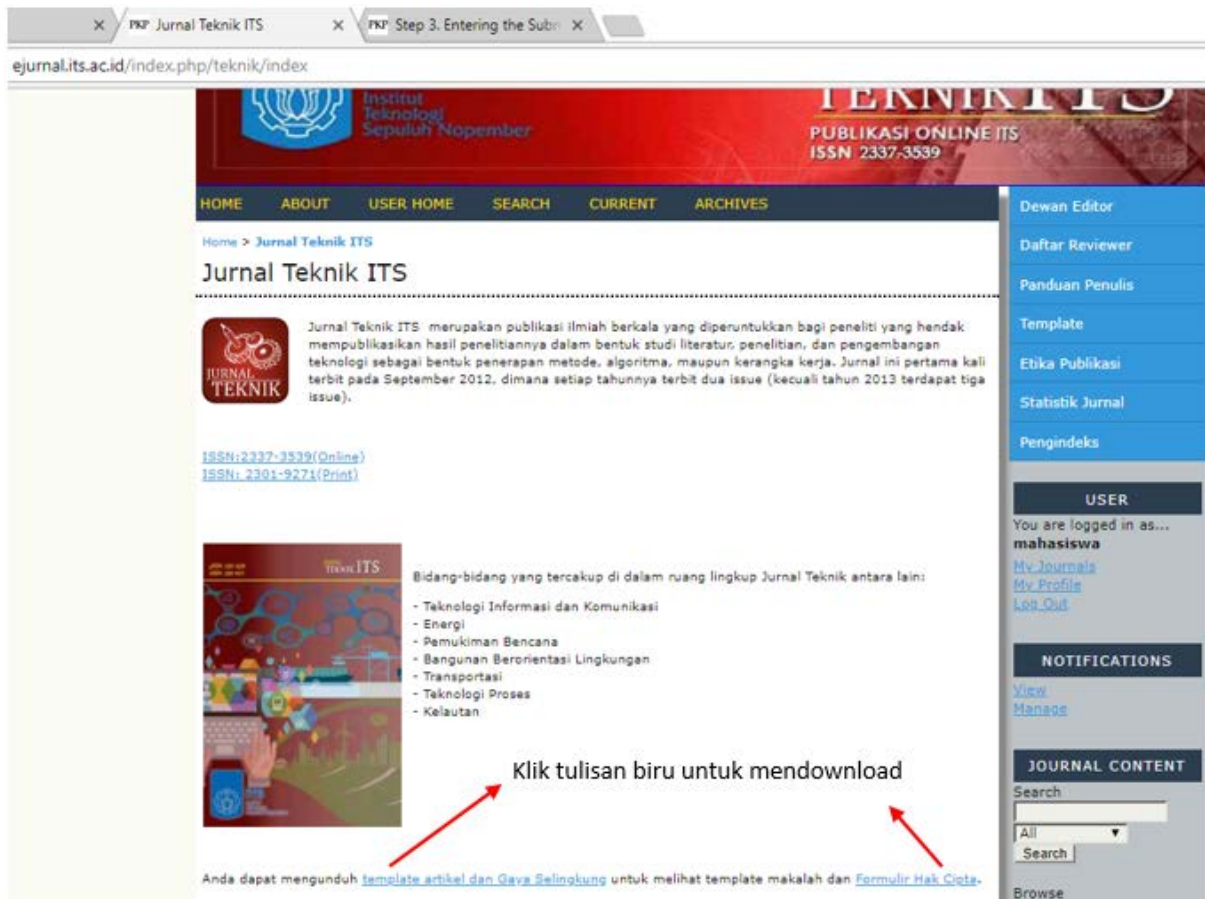 PKP Jurnal Teknik ITS
PKP Step 3. Entering the Subm
ejurnal.its.ac.id/index.php/teknik/index
Institut
Teknologi
Sepuluh Nopember
TEKNIK ITS
PUBLIKASI ONLINE ITS
ISSN 2337-3539
HOME ABOUT USER HOME SEARCH CURRENT ARCHIVES
Home > Jurnal Teknik ITS
Jurnal Teknik ITS
JURNAL
TEKNIK
Jurnal Teknik ITS merupakan publikasi ilmiah berkala yang diperuntukkan bagi peneliti yang hendak
mempublikasikan hasil penelitiannya dalam bentuk studi literatur, penelitian, dan pengembangan
teknologi sebagai bentuk penerapan metode, algoritma, maupun kerangka kerja. Jurnal ini pertama kali
terbit pada September 2012, dimana setiap tahunnya terbit dua issue (kecuali tahun 2013 terdapat tiga
issue).
ISSN:2337-3539(Online)
ISSN: 2301-9271(Print)
TEKNIK ITS
Bidang-bidang yang tercakup di dalam ruang lingkup Jurnal Teknik antara lain:
- Teknologi Informasi dan Komunikasi
- Energi
- Pemukiman Bencana
- Bangunan Berorientasi Lingkungan
- Transportasi
- Teknologi Proses
- Kelautan
Klik tulisan biru untuk mendownload
Anda dapat mengunduh template artikel dan Gaya Selingkung untuk melihat template makalah dan Formulir Hak Cipta.
Dewan Editor
Daftar Reviewer
Panduan Penulis
Template
Etika Publikasi
Statistik Jurnal
Pengindeks
USER
You are logged in as...
mahasiswa
My Journals
My Profile
Log Out
NOTIFICATIONS
View
Manage
JOURNAL CONTENT
Search
All
Search
Browse